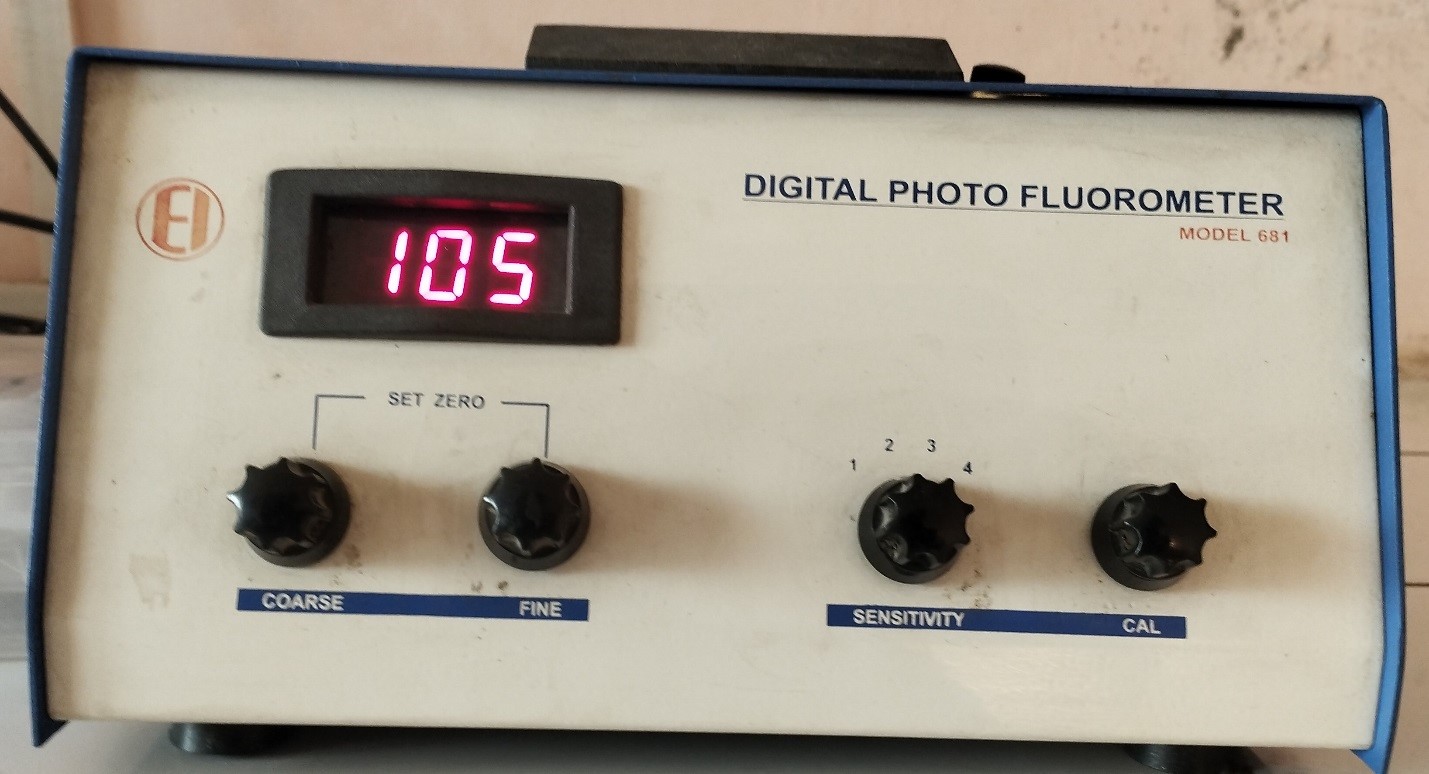 DIGITAL PHOTO FLUOROMETER
MODEL 681
EI
105
SET ZERO
1 2 3 4
COARSE FINE
SENSITIVITY CAL